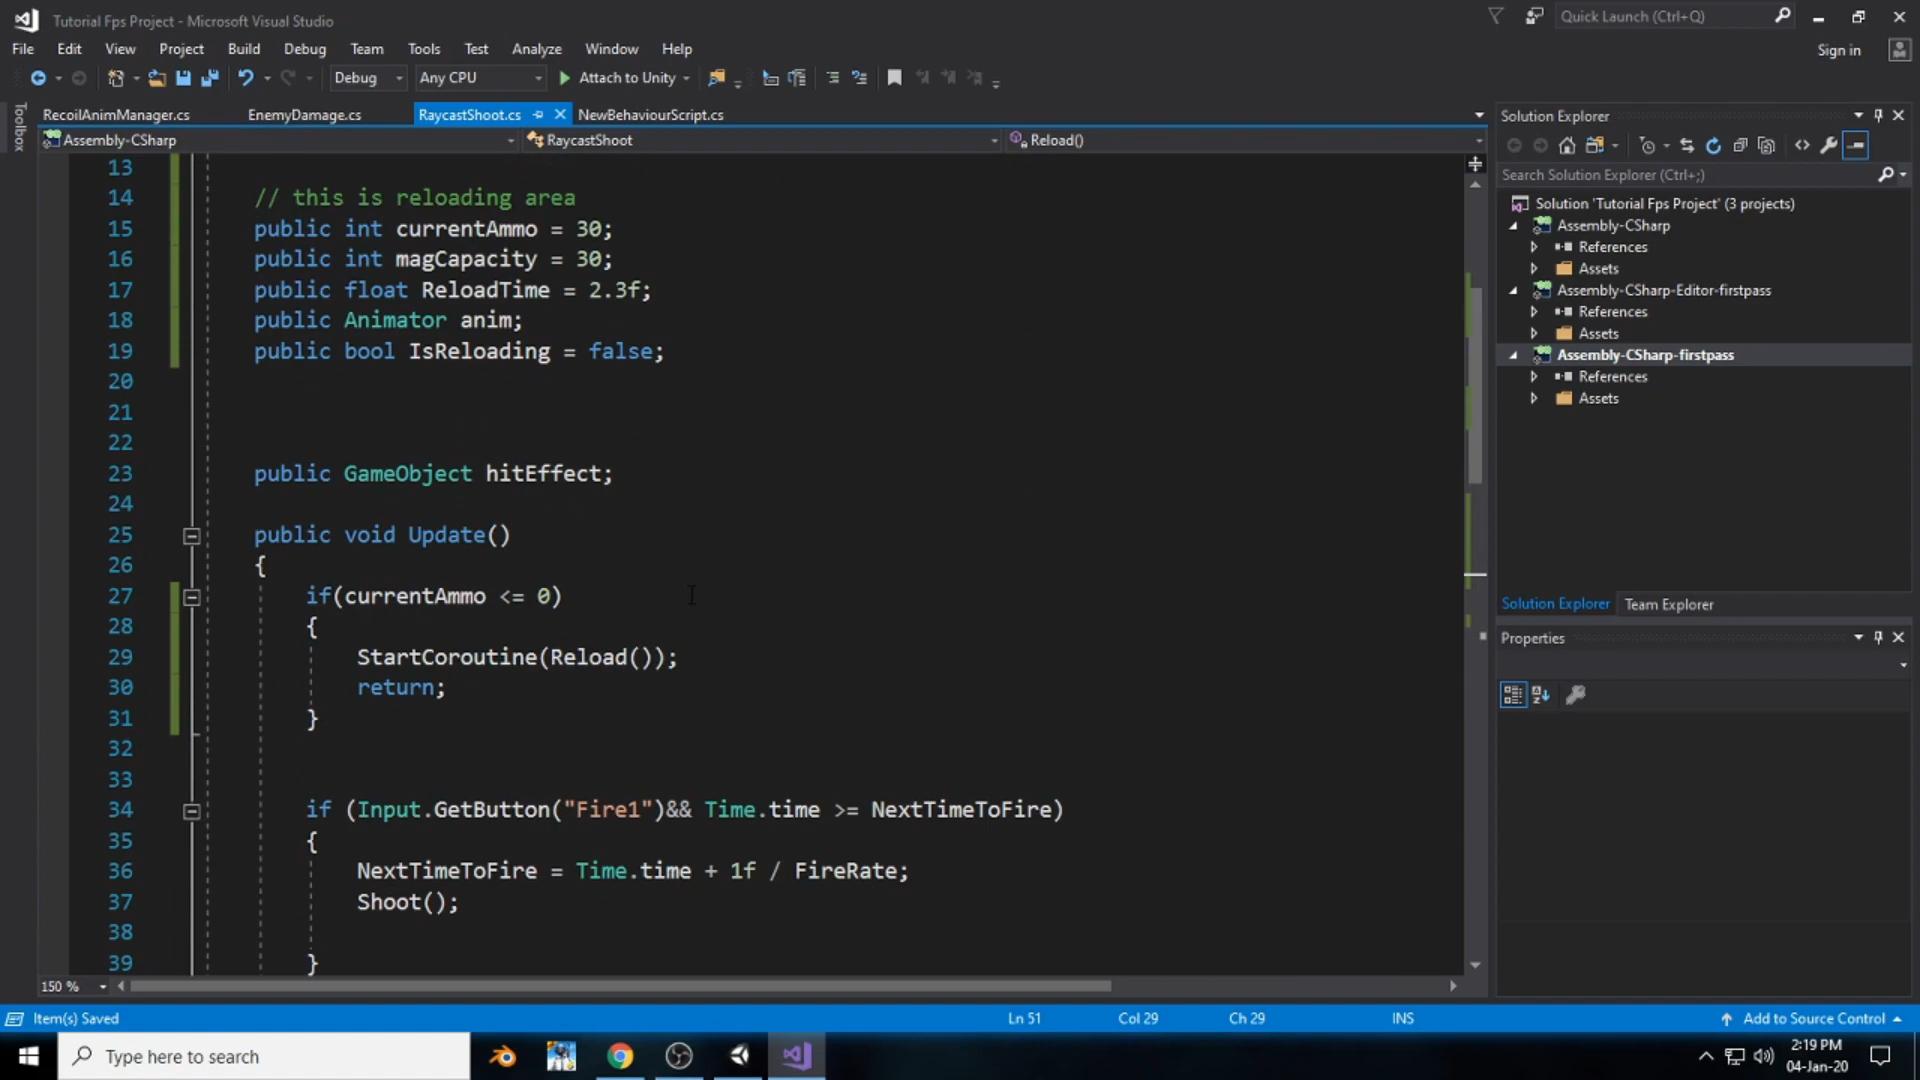 Tutorial Fps Project - Microsoft Visual Studio
Quick Launch (Ctrl+Q)
File Edit View Project Build Debug Team Tools Test Analyze Window Help
Sign in
Debug Any CPU Attach to Unity
Toolbox
RecoilAnimManager.cs EnemyDamage.cs RaycastShoot.cs NewBehaviourScript.cs
Assembly-CSharp RaycastShoot Reload()
13
14 // this is reloading area
15 public int currentAmmo = 30;
16 public int magCapacity = 30;
17 public float ReloadTime = 2.3f;
18 public Animator anim;
19 public bool IsReloading = false;
20
21
22
23 public GameObject hitEffect;
24
25 public void Update()
26 {
27 if(currentAmmo <= 0)
28 {
29 StartCoroutine(Reload());
30 return;
31 }
32
33
34 if (Input.GetButton("Fire1")&& Time.time >= NextTimeToFire)
35 {
36 NextTimeToFire = Time.time + 1f / FireRate;
37 Shoot();
38
39 }
150 %
Solution Explorer
Search Solution Explorer (Ctrl+;)
Solution 'Tutorial Fps Project' (3 projects)
Assembly-CSharp
References
Assets
Assembly-CSharp-Editor-firstpass
References
Assets
Assembly-CSharp-firstpass
References
Assets
Solution Explorer Team Explorer
Properties
Item(s) Saved Ln 51 Col 29 Ch 29 INS Add to Source Control
Type here to search
2:19 PM
04-Jan-20